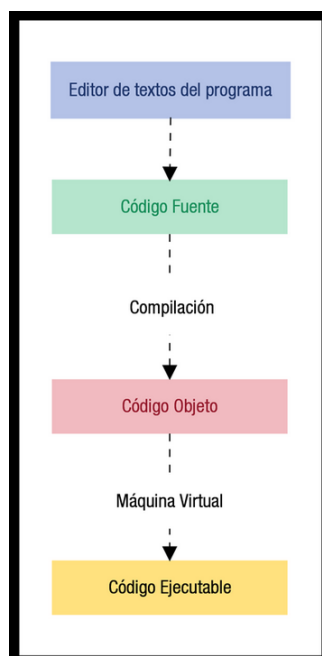 Editor de textos del programa
Código Fuente
Compilación
Código Objeto
Máquina Virtual
Código Ejecutable